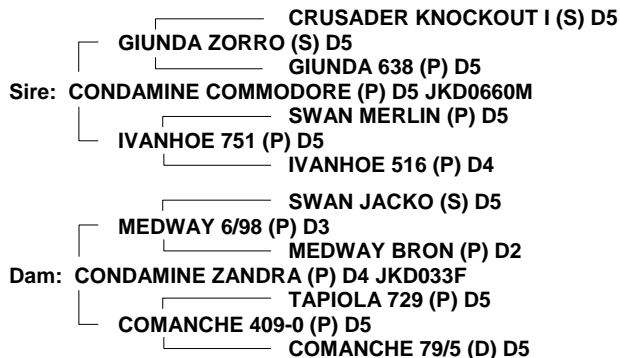 CRUSADER KNOCKOUT I (S) D5
GIUNDA ZORRO (S) D5
GIUNDA 638 (P) D5
Sire: CONDAMINE COMMODORE (P) D5 JKD0660M
SWAN MERLIN (P) D5
IVANHOE 751 (P) D5
IVANHOE 516 (P) D4
SWAN JACKO (S) D5
MEDWAY 6/98 (P) D3
MEDWAY BRON (P) D2
Dam: CONDAMINE ZANDRA (P) D4 JKD033F
TAPIOLA 729 (P) D5
COMANCHE 409-0 (P) D5
COMANCHE 79/5 (D) D5